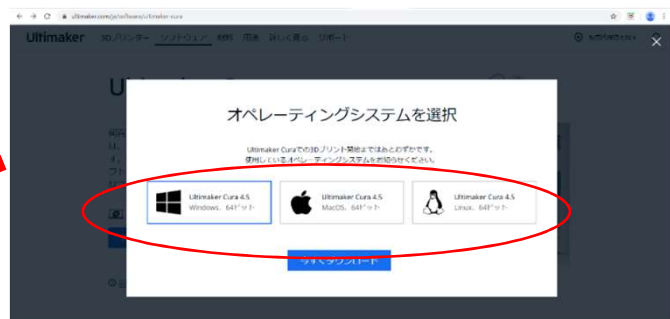 ultimaker.com/ja/software/ultimaker-cura
Ultimaker 3Dプリンター ソフトウェア 材料 用途 詳しく見る サポート
オペレーティングシステムを選択
Ultimaker Curaでの3Dプリント開始まではあとわずかです。
使用しているオペレーティングシステムをお知らせください。
Ultimaker Cura 4.5
Windows、64ビット
Ultimaker Cura 4.5
MacOS、64ビット
Ultimaker Cura 4.5
Linux、64ビット
今すぐダウンロード